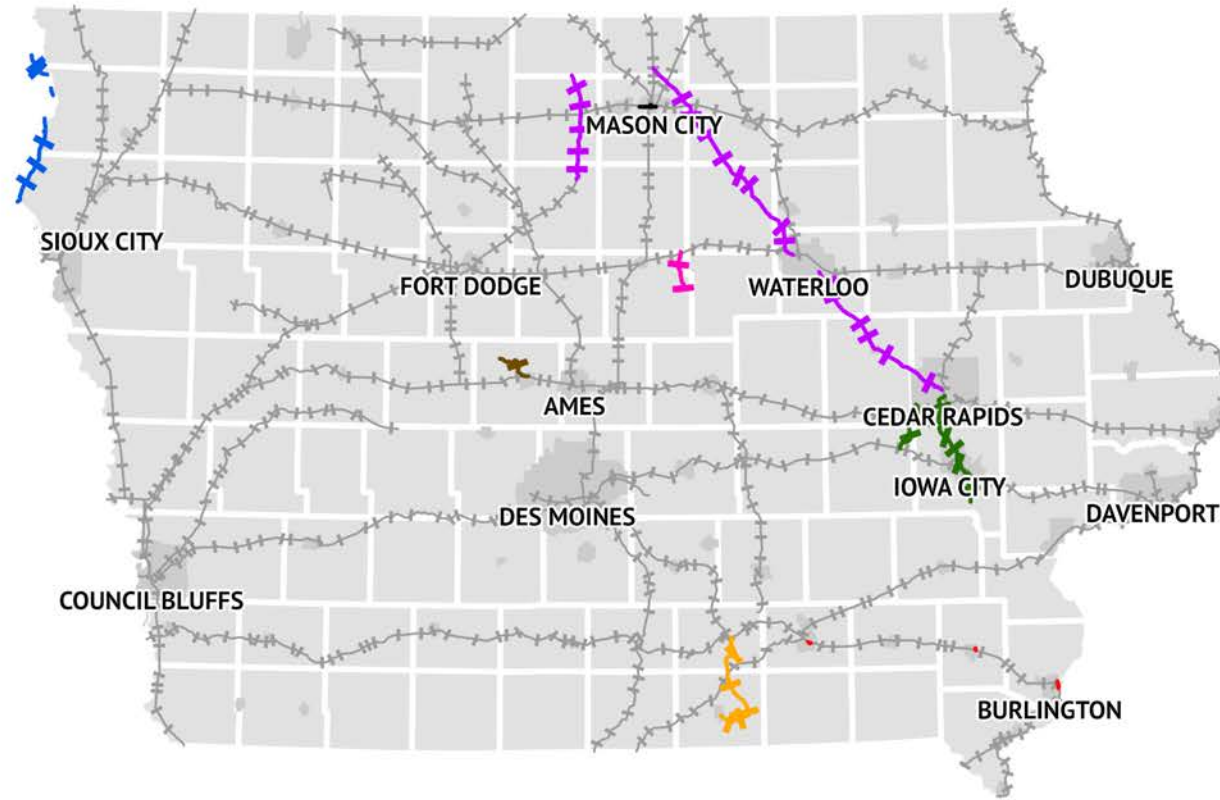 MASON CITY
SIOUX CITY
FORT DODGE
WATERLOO
DUBUQUE
AMES
CEDAR RAPIDS
IOWA CITY
DES MOINES
DAVENPORT
COUNCIL BLUFFS
BURLINGTON